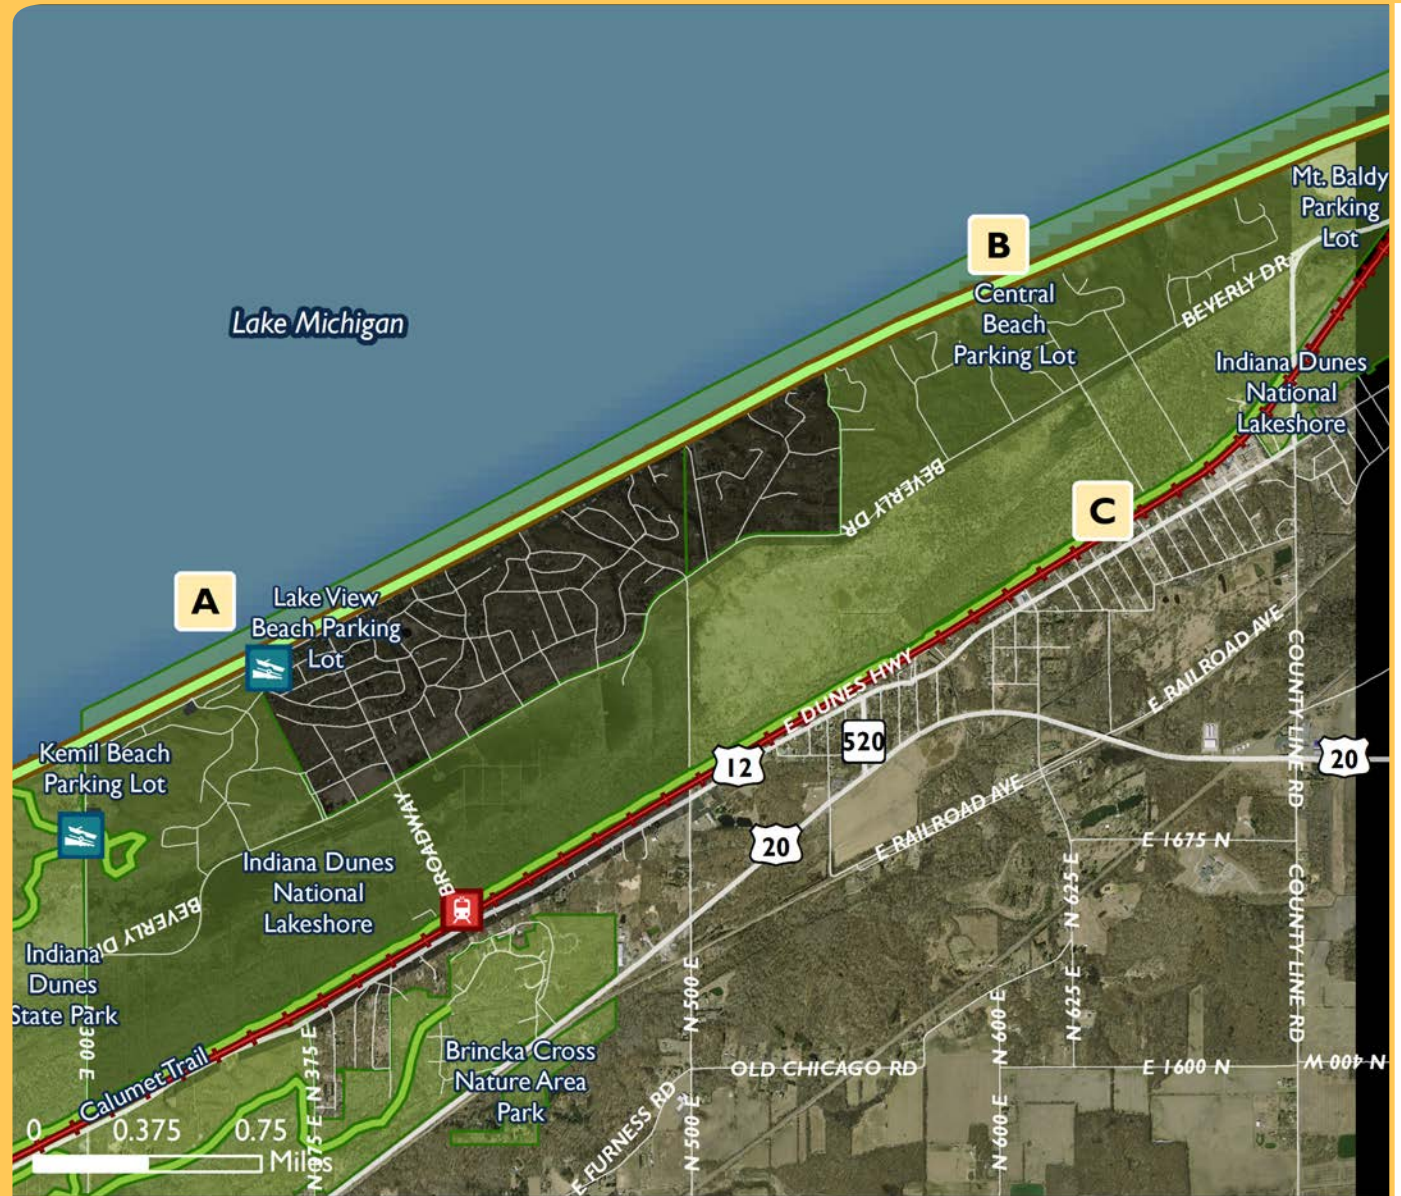 Mt. Baldy
Parking
Lot
B
Central
Beach
Parking Lot
BEVERLY DR
Lake Michigan
Indiana Dunes
National
Lakeshore
BEVERLY
DR
C
A
Lake View
Beach Parking
Lot
E RAILROAD AVE
COUNTY LINE RD
E DUNES HWY
520
12
20
Kemil Beach
Parking Lot
BROADWAY
20
E RAILROAD AVE
E 1675 N
Indiana Dunes
National
Lakeshore
N 625 E
COUNTY LINE RD
BEVERLY DR
Indiana
Dunes
State Park
N 500 E
N 625 E
N 600 E
300 E
N 375 E
Brincka Cross
Nature Area
Park
OLD CHICAGO RD
E 1600 N
N 400 W
Calumet Trail
E FURNESS RD
N 500 E
N 600 E
0 0.375 0.75
Miles